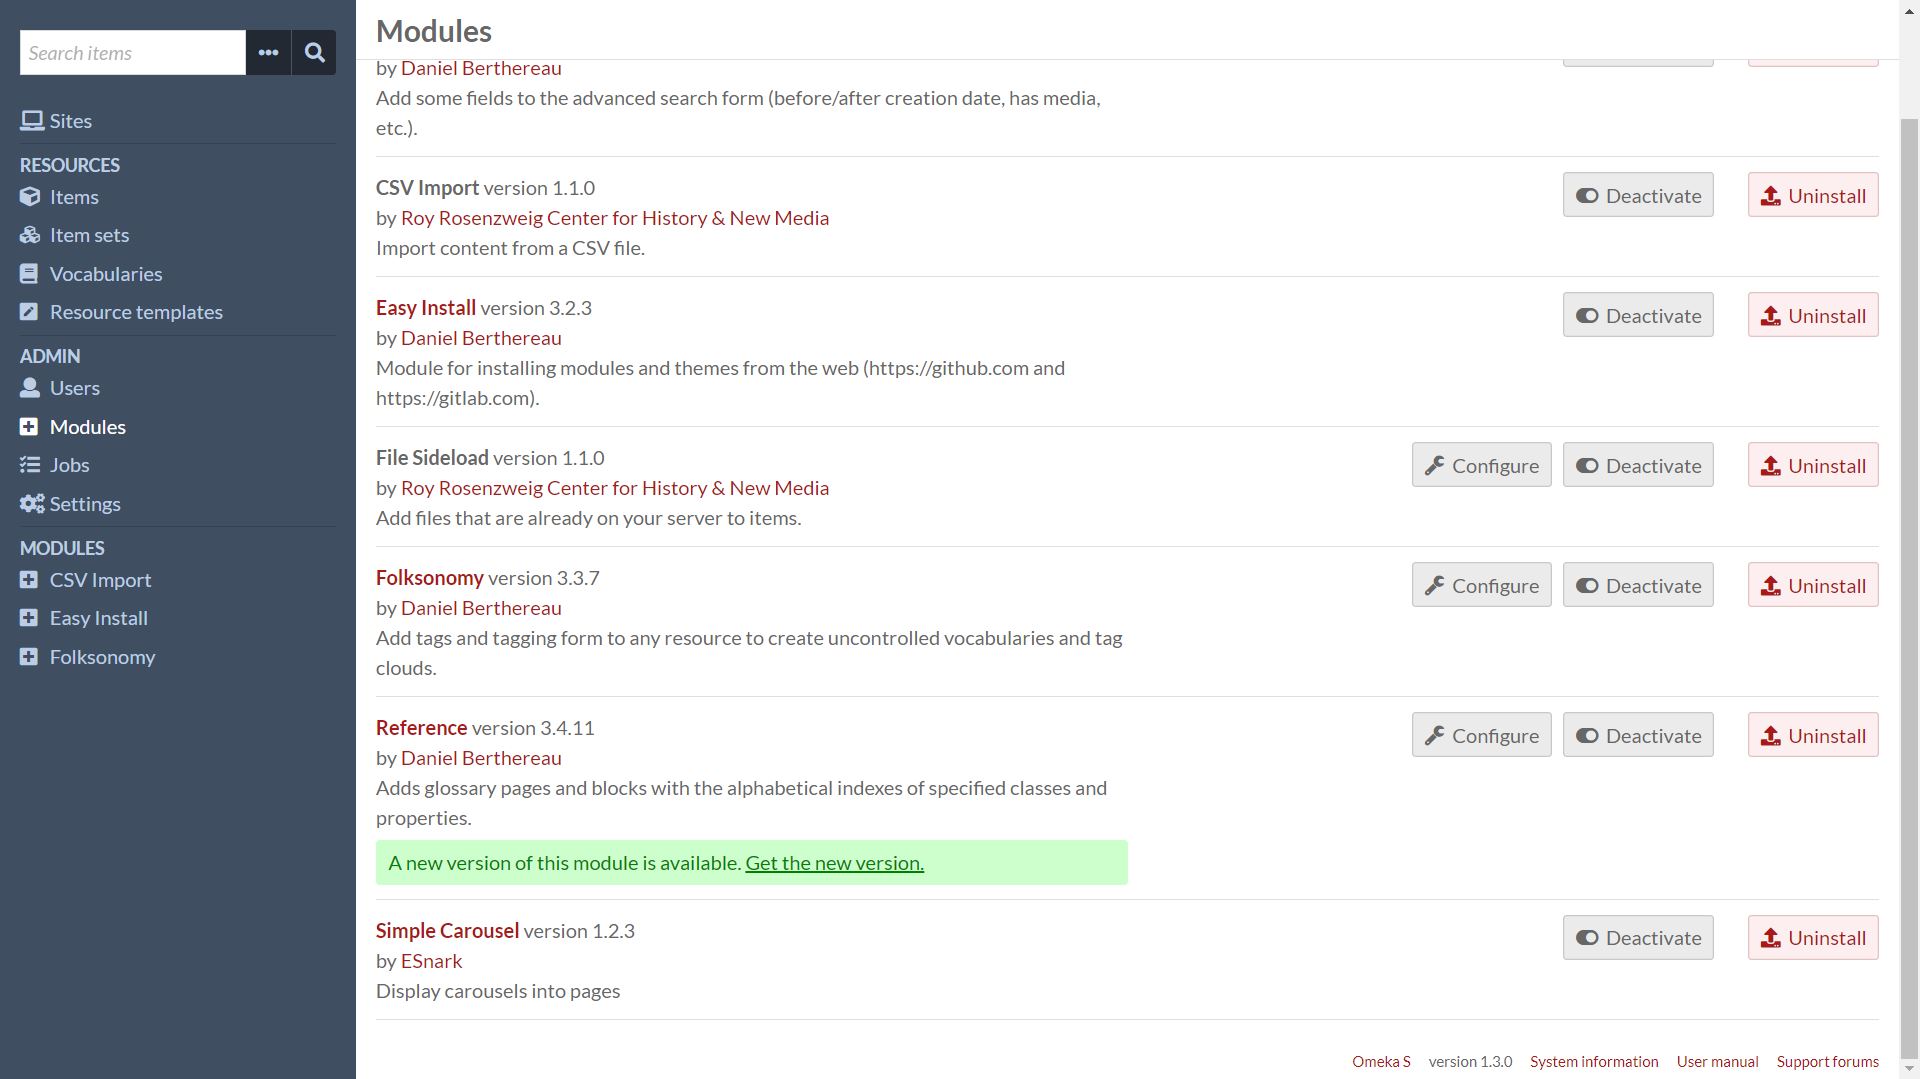 Search items
Sites
RESOURCES
Items
Item sets
Vocabularies
Resource templates
ADMIN
Users
Modules
Jobs
Settings
MODULES
CSV Import
Easy Install
Folksonomy
Modules
by Daniel Berthereau
Add some fields to the advanced search form (before/after creation date, has media,
etc.).
CSV Import version 1.1.0
by Roy Rosenzweig Center for History & New Media
Import content from a CSV file.
Deactivate
Uninstall
Easy Install version 3.2.3
by Daniel Berthereau
Module for installing modules and themes from the web (https://github.com and
https://gitlab.com).
Deactivate
Uninstall
File Sideload version 1.1.0
by Roy Rosenzweig Center for History & New Media
Add files that are already on your server to items.
Configure
Deactivate
Uninstall
Folksonomy version 3.3.7
by Daniel Berthereau
Add tags and tagging form to any resource to create uncontrolled vocabularies and tag
clouds.
Configure
Deactivate
Uninstall
Reference version 3.4.11
by Daniel Berthereau
Adds glossary pages and blocks with the alphabetical indexes of specified classes and
properties.
A new version of this module is available. Get the new version.
Configure
Deactivate
Uninstall
Simple Carousel version 1.2.3
by ESnark
Display carousels into pages
Deactivate
Uninstall
Omeka S version 1.3.0 System information User manual Support forums